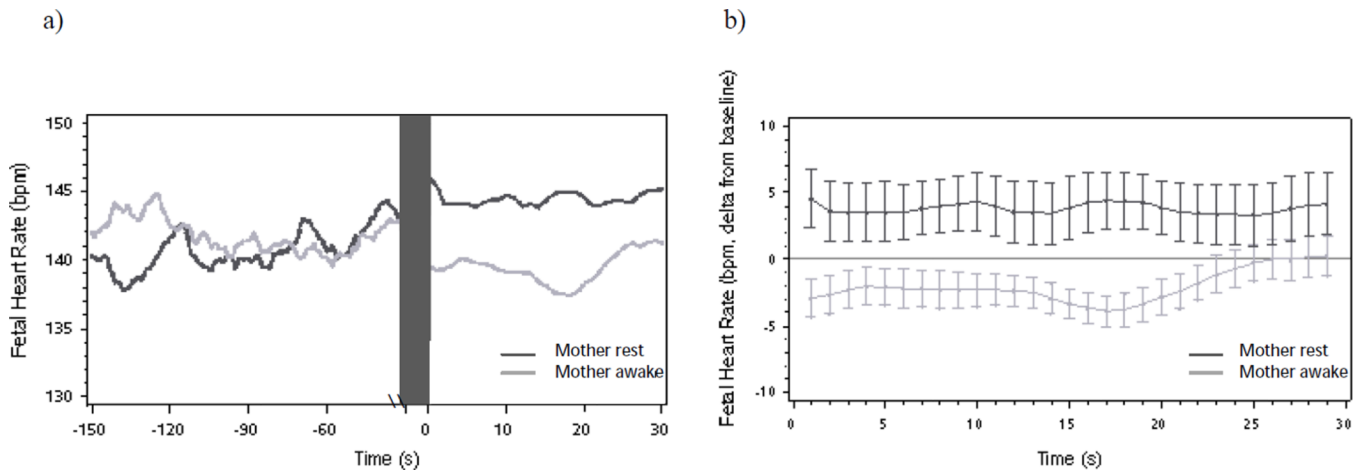 a)
Fetal Heart Rate (bpm)
150
145
140
135
130
-150
-120
-90
-60
0
10
20
30
Time (s)
Mother rest
Mother awake
b)
Fetal Heart Rate (bpm, delta from baseline)
10
5
0
-5
-10
0
5
10
15
20
25
30
Time (s)
Mother rest
Mother awake